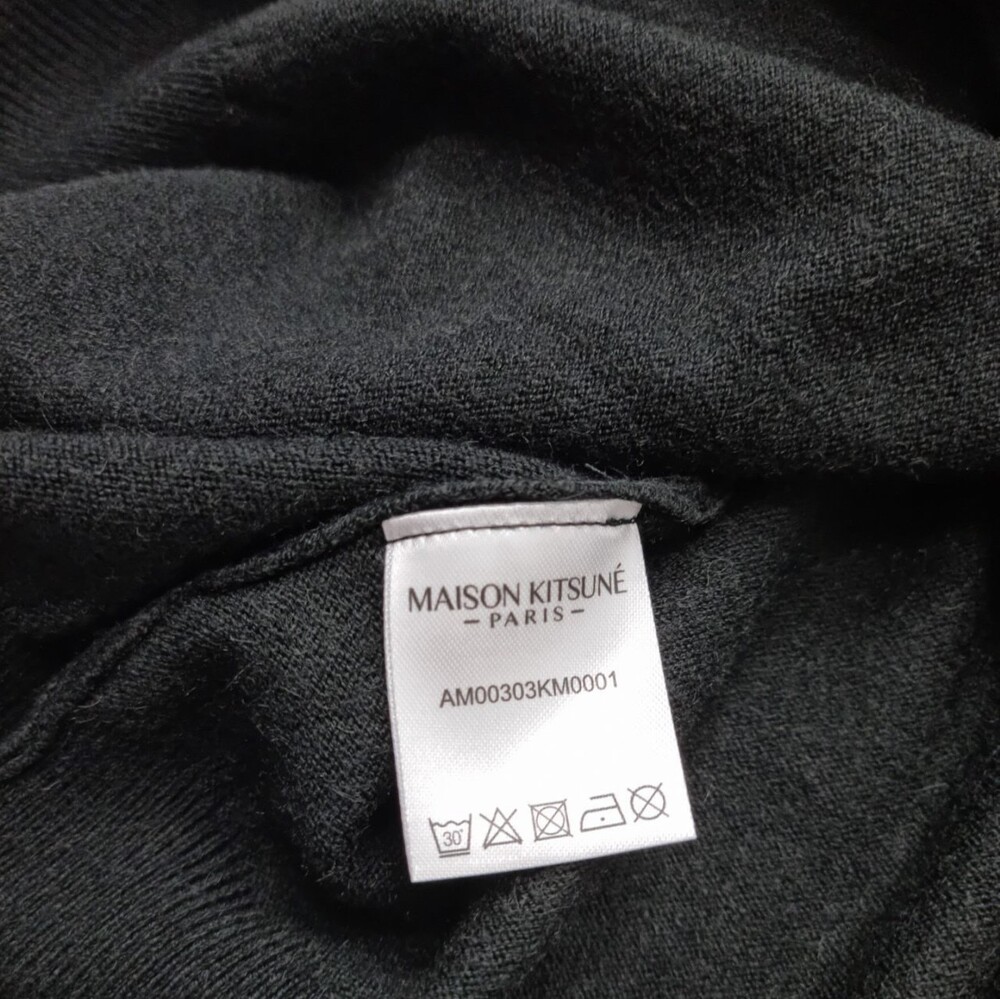 MAISON KITSUNÉ
- PARIS -
AM00303KM0001
30°